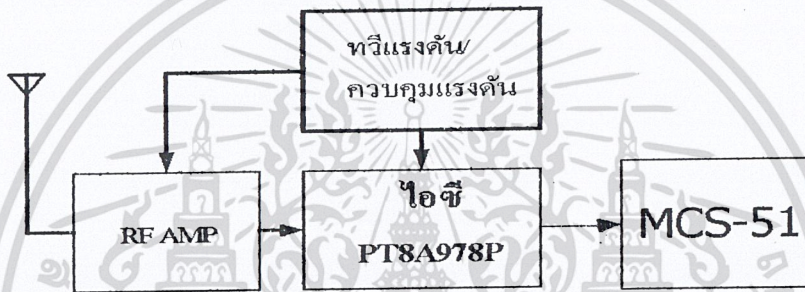 ทวีแรงดัน/
ควบคุมแรงดัน
RF AMP
ไอซี
PT8A978P
MCS-51